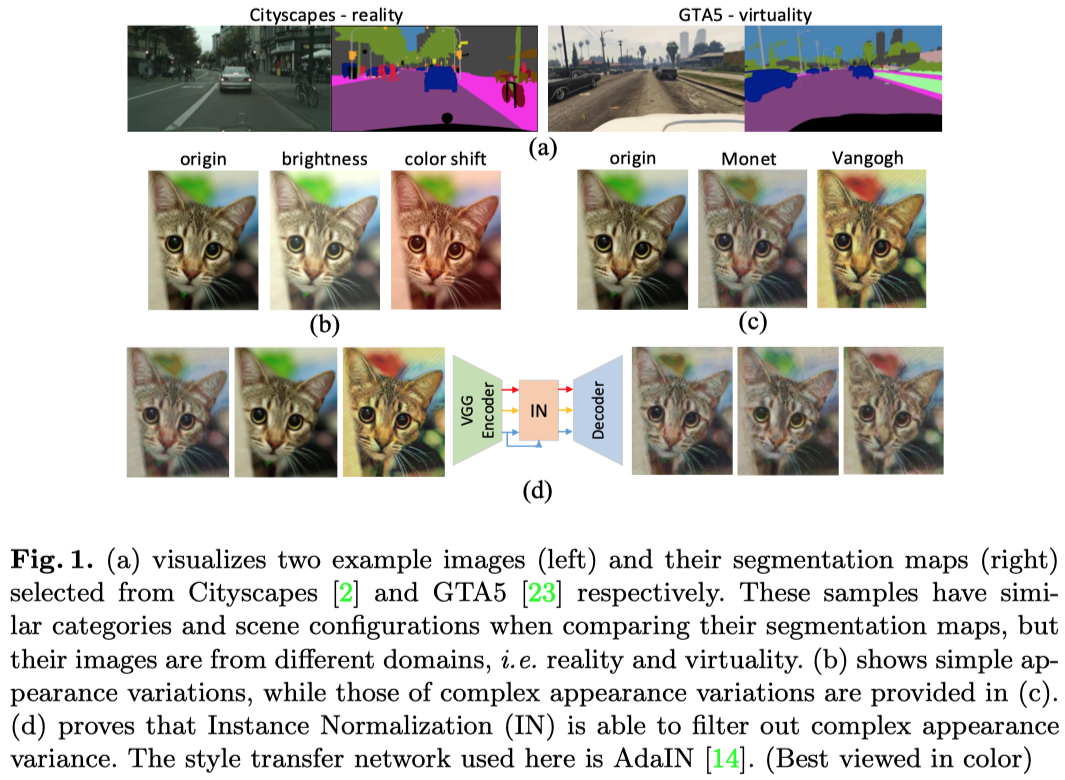 Cityscapes - reality
GTA5 - virtuality
(a)
origin
brightness
color shift
origin
Monet
Vangogh
(b)
(c)
VGG
Encoder
IN
Decoder
(d)
Fig. 1. (a) visualizes two example images (left) and their segmentation maps (right)
selected from Cityscapes [2] and GTA5 [23] respectively. These samples have simi-
lar categories and scene configurations when comparing their segmentation maps, but
their images are from different domains, i.e. reality and virtuality. (b) shows simple ap-
pearance variations, while those of complex appearance variations are provided in (c).
(d) proves that Instance Normalization (IN) is able to filter out complex appearance
variance. The style transfer network used here is AdaIN [14]. (Best viewed in color)